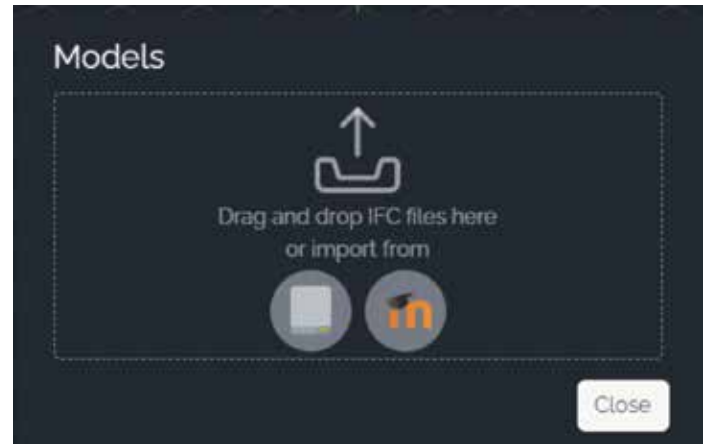 Models
Drag and drop IFC files here
or import from
m
Close